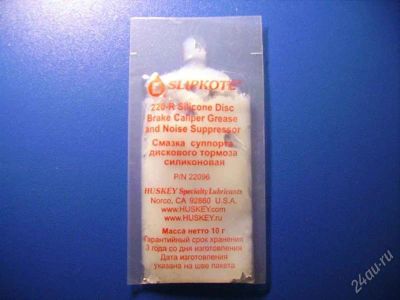 SLIPKOTE
220-R Silicone Disc
Brake Caliper Grease
and Noise Suppressor
Смазка суппорта
дискового тормоза
силиконовая
P/N 22096
HUSKEY Specialty Lubricants
Norco, CA 92860 U.S.A.
www.HUSKEY.com
www.HUSKEY.ru
Масса нетто 10 г
Гарантийный срок хранения
3 года со дня изготовления
Дата изготовления
указана на шве пакета
24au.ru